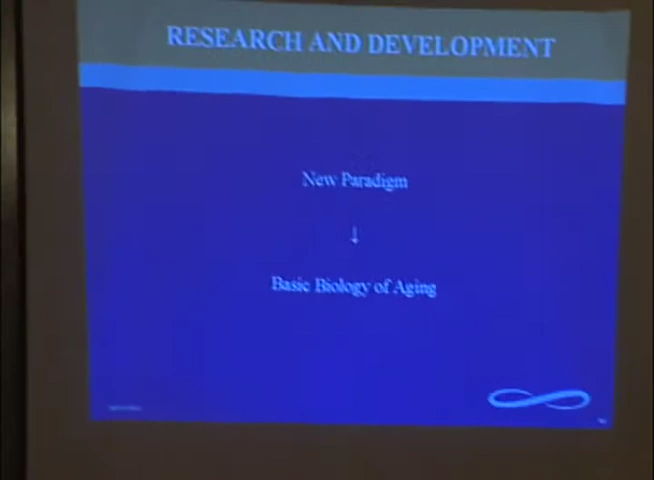 RESEARCH AND DEVELOPMENT
New Paradigm
↓
Basic Biology of Aging